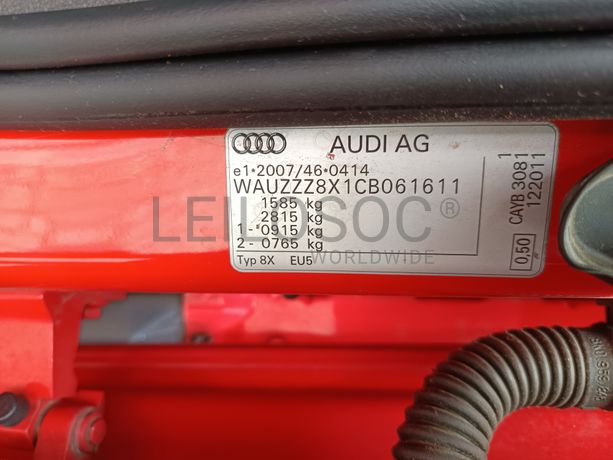 AUDI AG
e1*2007/46*0414
WAUZZZ8X1CB061611
1585 kg
2815 kg
1- 0915 kg
2- 0765 kg
Typ 8X EU5
0,50 CAYB 3081 1
122011
LEILOSOC®
WORLDWIDE